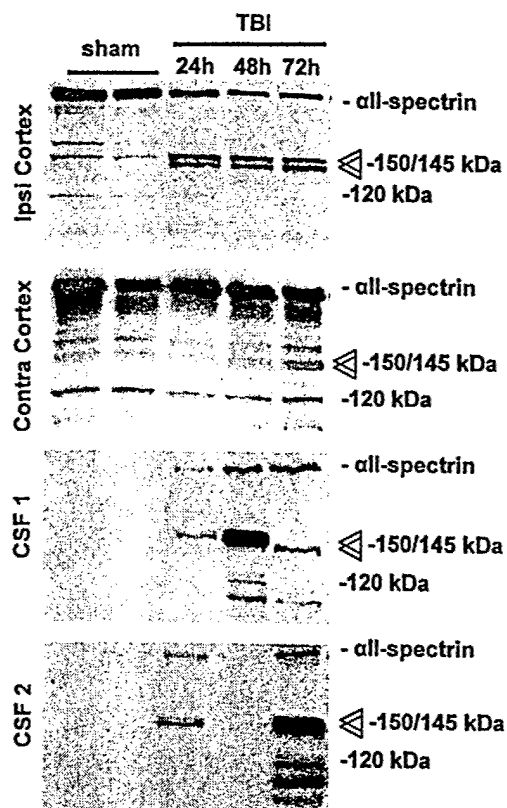 TBI
sham
24h 48h 72h
Ipsi Cortex
- αII-spectrin
-150/145 kDa
-120 kDa
Contra Cortex
- αII-spectrin
-150/145 kDa
-120 kDa
CSF 1
- αII-spectrin
-150/145 kDa
-120 kDa
CSF 2
- αII-spectrin
-150/145 kDa
-120 kDa